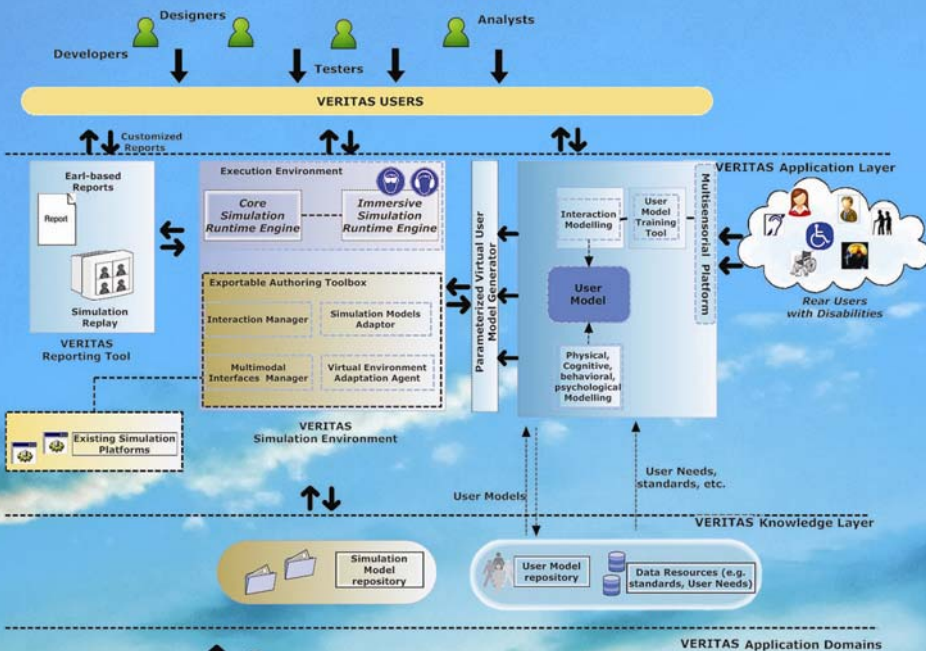 Designers
Analysts
Developers
Testers
VERITAS USERS
Customized
Reports
VERITAS Application Layer
Earl-based
Reports
Report
Simulation
Replay
VERITAS
Reporting Tool
Execution Environment
Core
Simulation
Runtime Engine
Immersive
Simulation
Runtime Engine
Exportable Authoring Toolbox
Interaction Manager
Simulation Models
Adaptor
Multimodal
Interfaces Manager
Virtual Environment
Adaptation Agent
VERITAS
Simulation Environment
Existing Simulation
Platforms
Parameterized Virtual User
Model Generator
Interaction
Modelling
User
Model
Training
Tool
Multisensorial Platform
User
Model
Physical,
Cognitive,
behavioral,
psychological
Modelling
Rear Users
with Disabilities
User Models
User Needs,
standards, etc.
VERITAS Knowledge Layer
Simulation
Model
repository
User Model
repository
Data Resources (e.g.
standards, User Needs)
VERITAS Application Domains